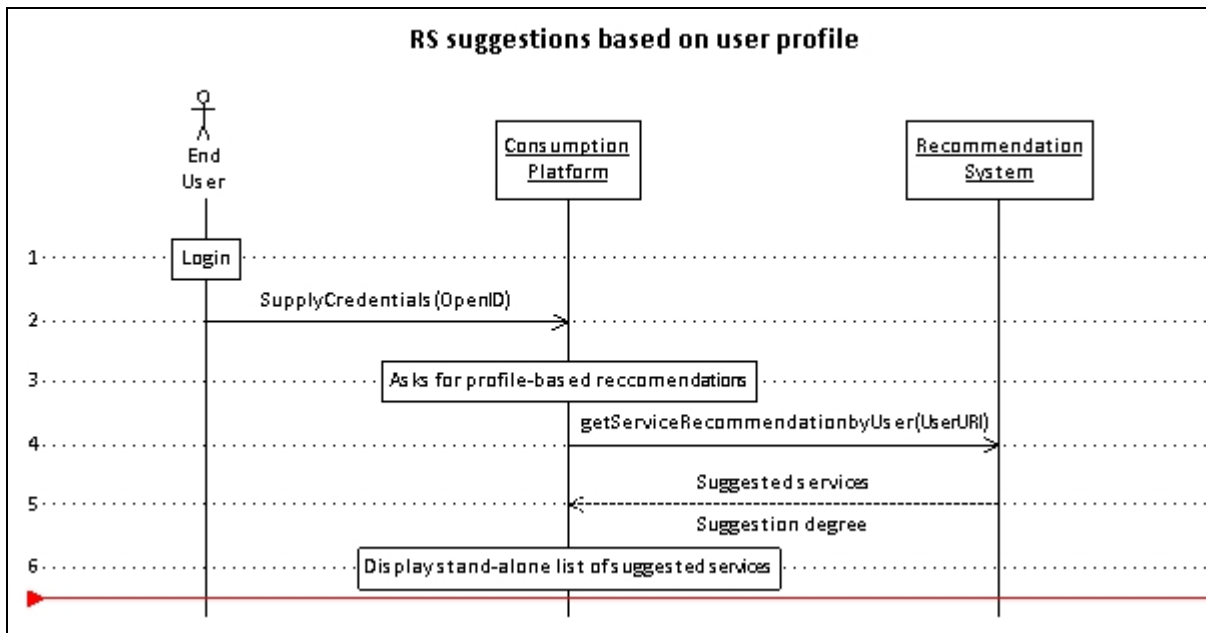 RS suggestions based on user profile
End
User
Consumption
Platform
Recommendation
System
1
Login
SupplyCredentials(OpenID)
2
3
Asks for profile-based reccomendations
getServiceRecommendationbyUser(UserURI)
4
Suggested services
5
Suggestion degree
6
Display stand-alone list of suggested services